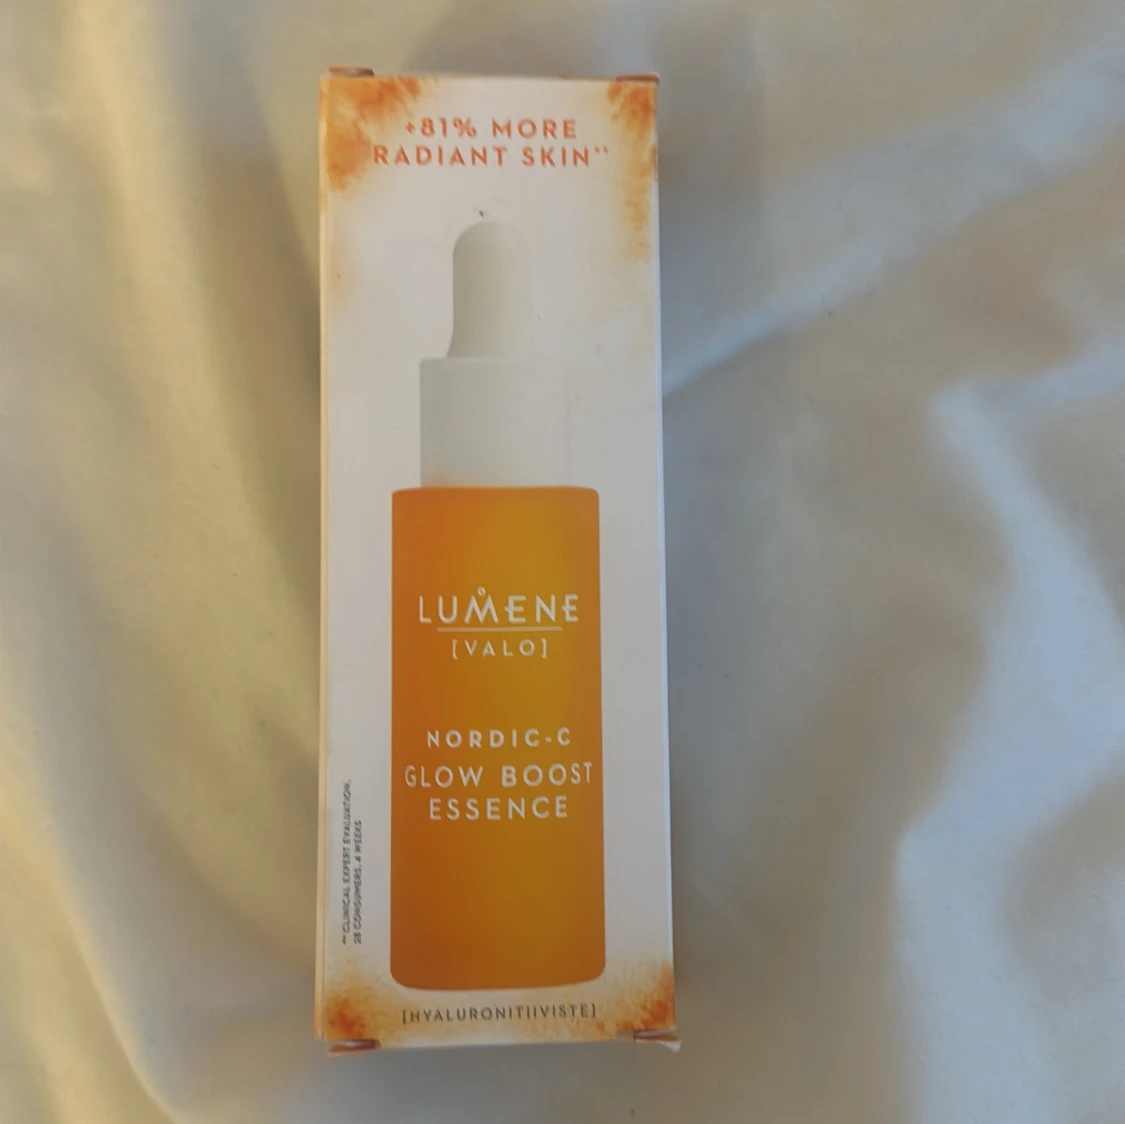 +81% MORE
RADIANT SKIN**
LUMENE
[VALO]
NORDIC-C
GLOW BOOST
ESSENCE
** CLINICAL EXPERT EVALUATION,
28 CONSUMERS, 4 WEEKS
[HYALURONITIIVISTE]